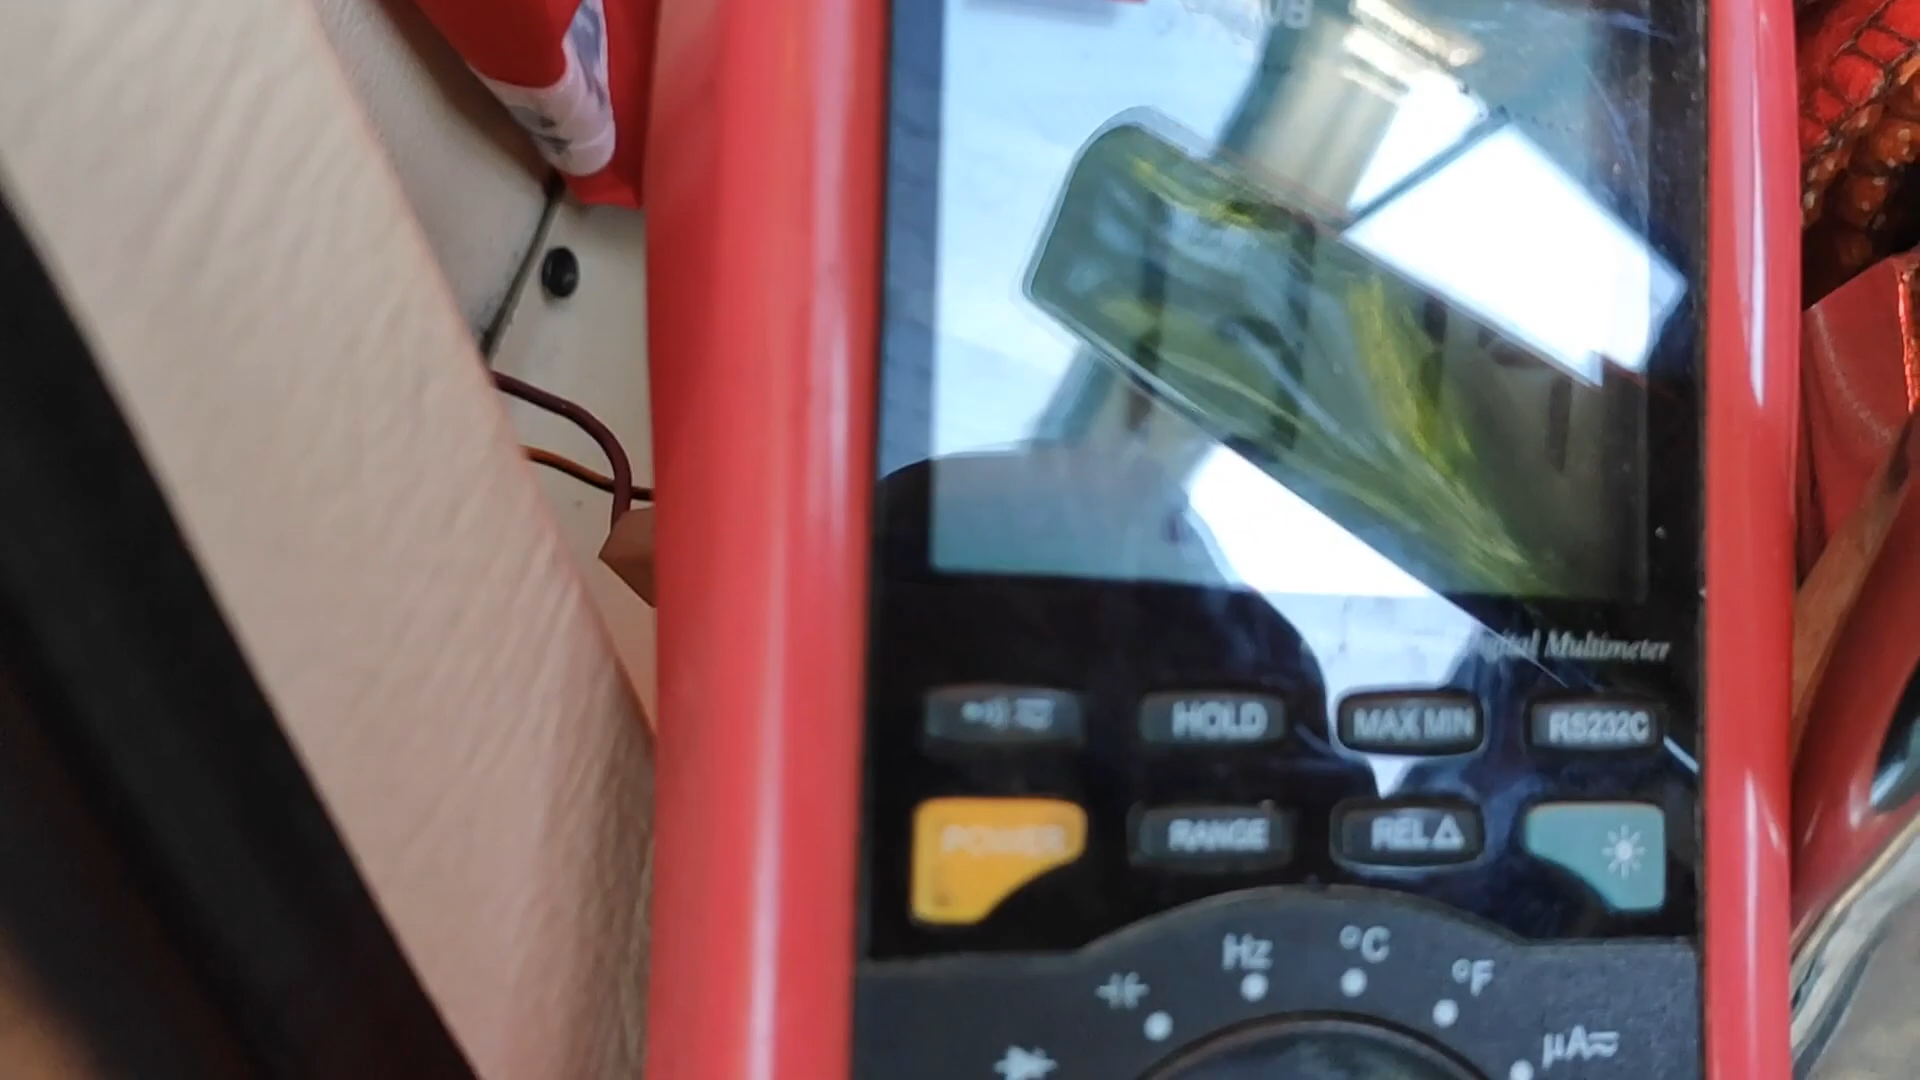 Digital Multimeter
HOLD
MAX MIN
RS232C
POWER
RANGE
REL Δ
Hz
°C
°F
µA